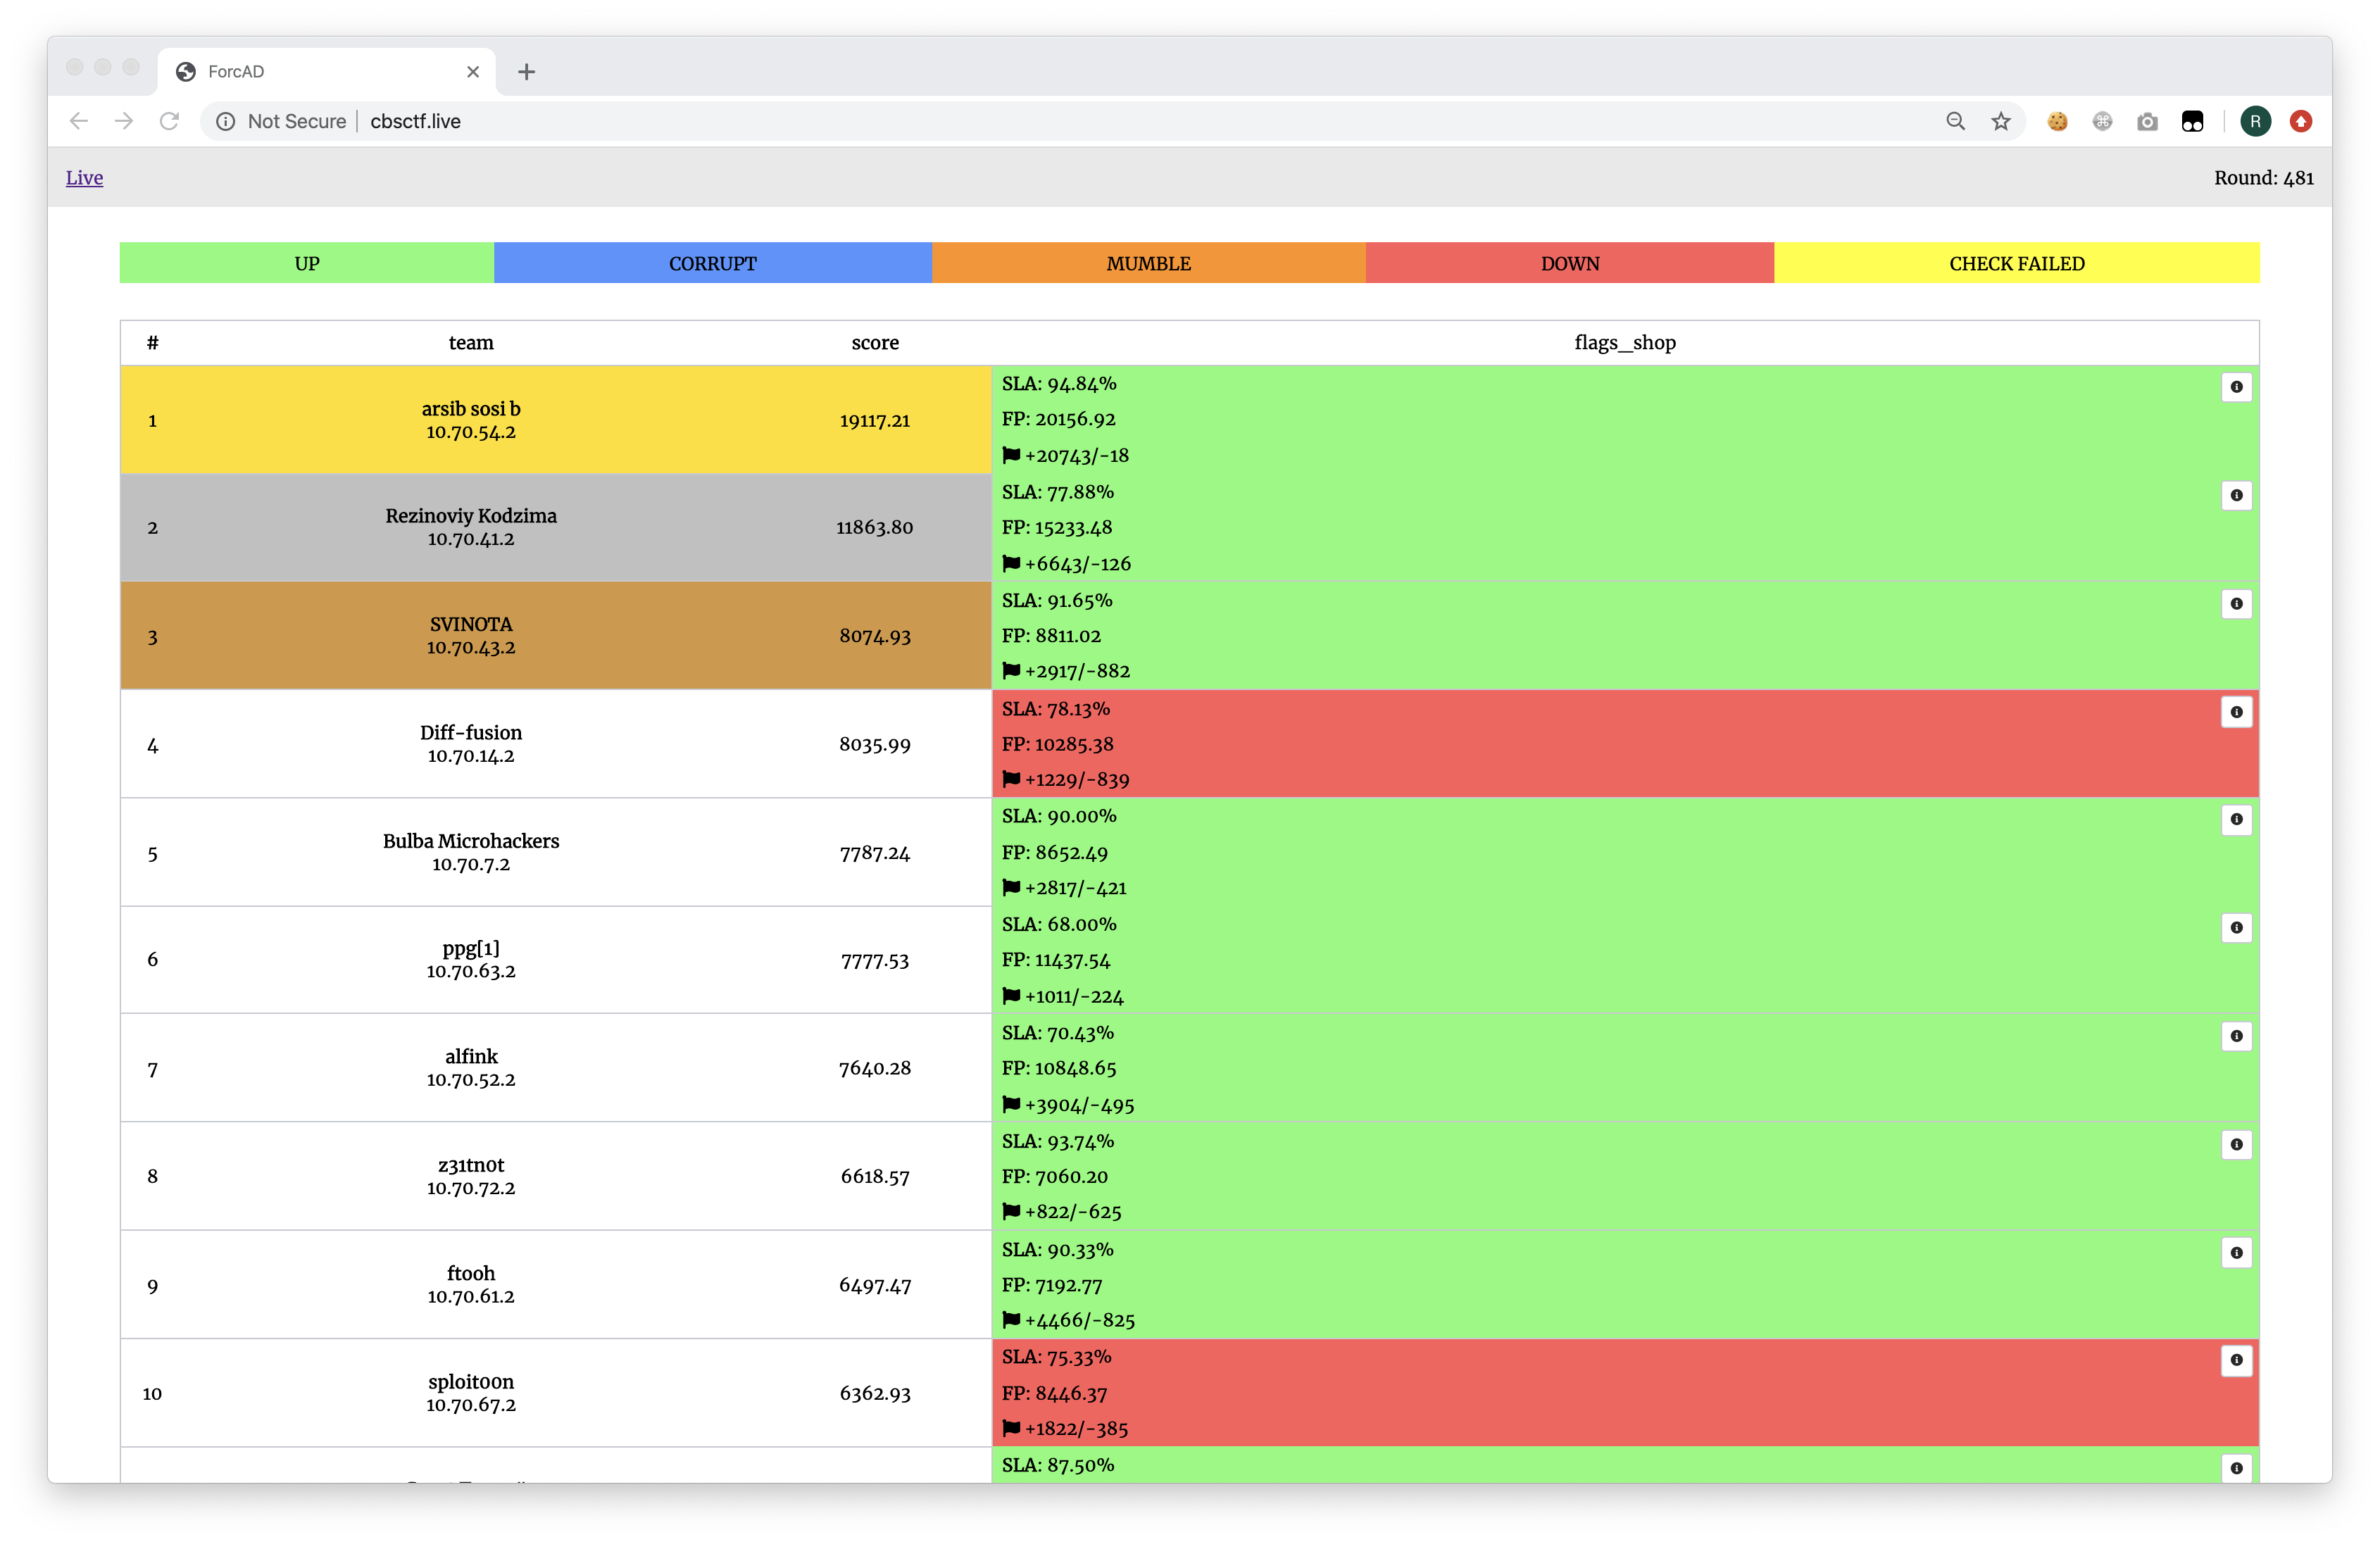 ForcAD
Not Secure | cbsctf.live
R
Live
Round: 481
UP CORRUPT MUMBLE DOWN CHECK FAILED
# team score flags_shop
1 arsib sosi b 19117.21 SLA: 94.84%
10.70.54.2 FP: 20156.92
+20743/-18
2 Rezinoviy Kodzima 11863.80 SLA: 77.88%
10.70.41.2 FP: 15233.48
+6643/-126
3 SVINOTA 8074.93 SLA: 91.65%
10.70.43.2 FP: 8811.02
+2917/-882
4 Diff-fusion 8035.99 SLA: 78.13%
10.70.14.2 FP: 10285.38
+1229/-839
5 Bulba Microhackers 7787.24 SLA: 90.00%
10.70.7.2 FP: 8652.49
+2817/-421
6 ppg[1] 7777.53 SLA: 68.00%
10.70.63.2 FP: 11437.54
+1011/-224
7 alfink 7640.28 SLA: 70.43%
10.70.52.2 FP: 10848.65
+3904/-495
8 z31tn0t 6618.57 SLA: 93.74%
10.70.72.2 FP: 7060.20
+822/-625
9 ftooh 6497.47 SLA: 90.33%
10.70.61.2 FP: 7192.77
+4466/-825
10 sploit00n 6362.93 SLA: 75.33%
10.70.67.2 FP: 8446.37
+1822/-385
SLA: 87.50%